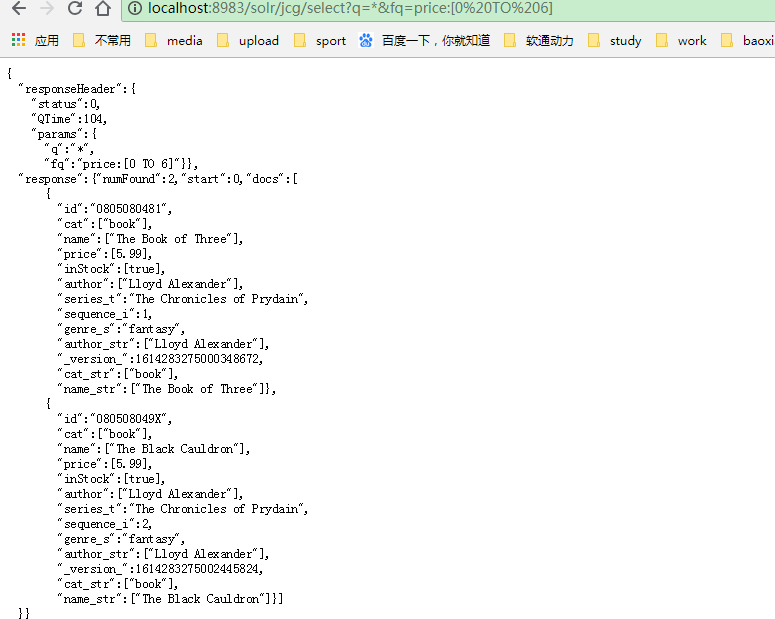 localhost:8983/solr/jcg/select?q=*&fq=price:[0%20TO%206]
应用 不常用 media upload sport 百度一下，你就知道 软通动力 study work baoxi
{
"responseHeader":{
"status":0,
"QTime":104,
"params":{
"q":"*",
"fq":"price:[0 TO 6]"}},
"response":{"numFound":2,"start":0,"docs":[
{
"id":"0805080481",
"cat":["book"],
"name":["The Book of Three"],
"price":[5.99],
"inStock":[true],
"author":["Lloyd Alexander"],
"series_t":"The Chronicles of Prydain",
"sequence_i":1,
"genre_s":"fantasy",
"author_str":["Lloyd Alexander"],
"_version_":1614283275000348672,
"cat_str":["book"],
"name_str":["The Book of Three"]},
{
"id":"080508049X",
"cat":["book"],
"name":["The Black Cauldron"],
"price":[5.99],
"inStock":[true],
"author":["Lloyd Alexander"],
"series_t":"The Chronicles of Prydain",
"sequence_i":2,
"genre_s":"fantasy",
"author_str":["Lloyd Alexander"],
"_version_":1614283275002445824,
"cat_str":["book"],
"name_str":["The Black Cauldron"]}]
}}